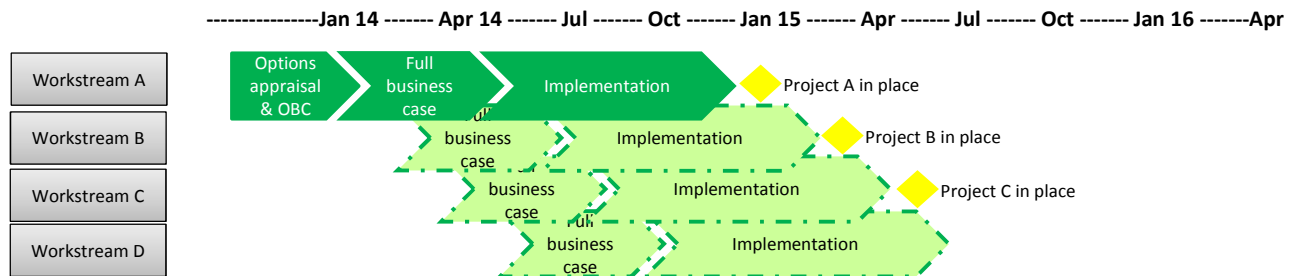 ----------------Jan 14 ------- Apr 14 ------- Jul ------- Oct ------- Jan 15 ------- Apr ------- Jul ------- Oct ------- Jan 16 -------Apr
Workstream A
Options
appraisal
& OBC
Full
business
case
Implementation
Project A in place
Workstream B
Full
business
case
Implementation
Project B in place
Workstream C
business
case
Implementation
Project C in place
Workstream D
Full
business
case
Implementation